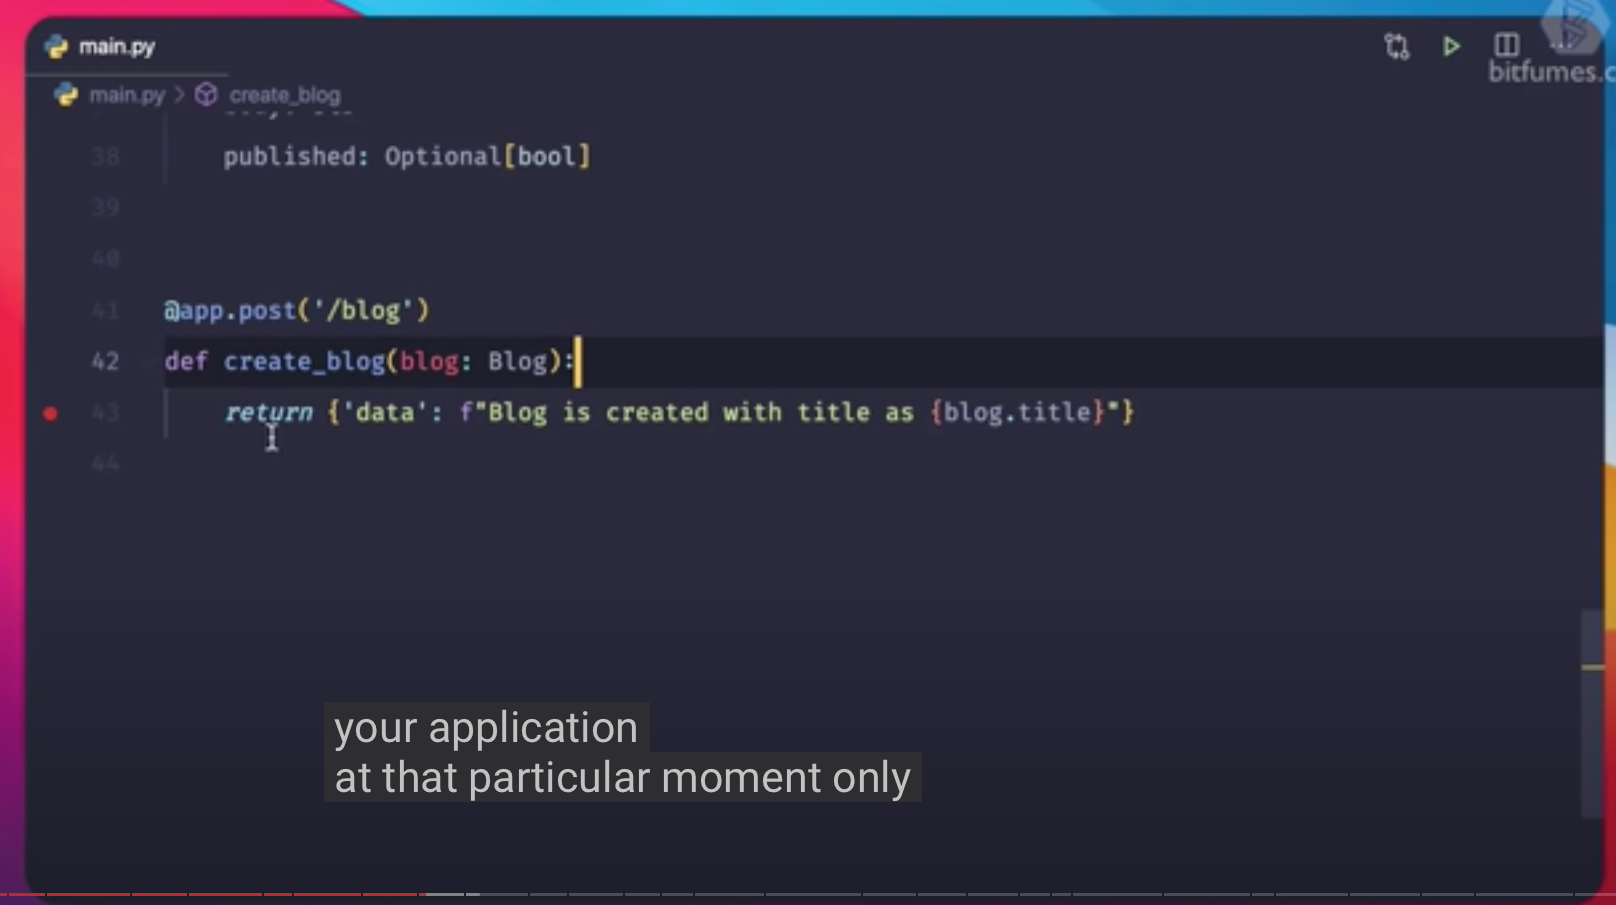 main.py
bitfumes.c
main.py > create_blog
38 published: Optional[bool]
39
40
41 @app.post('/blog')
42 def create_blog(blog: Blog):
43 return {'data': f"Blog is created with title as {blog.title}"}
44
your application
at that particular moment only